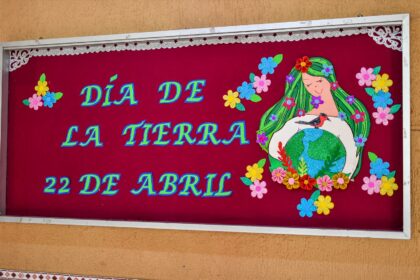 DÍA DE
LA TIERRA
22 DE ABRIL